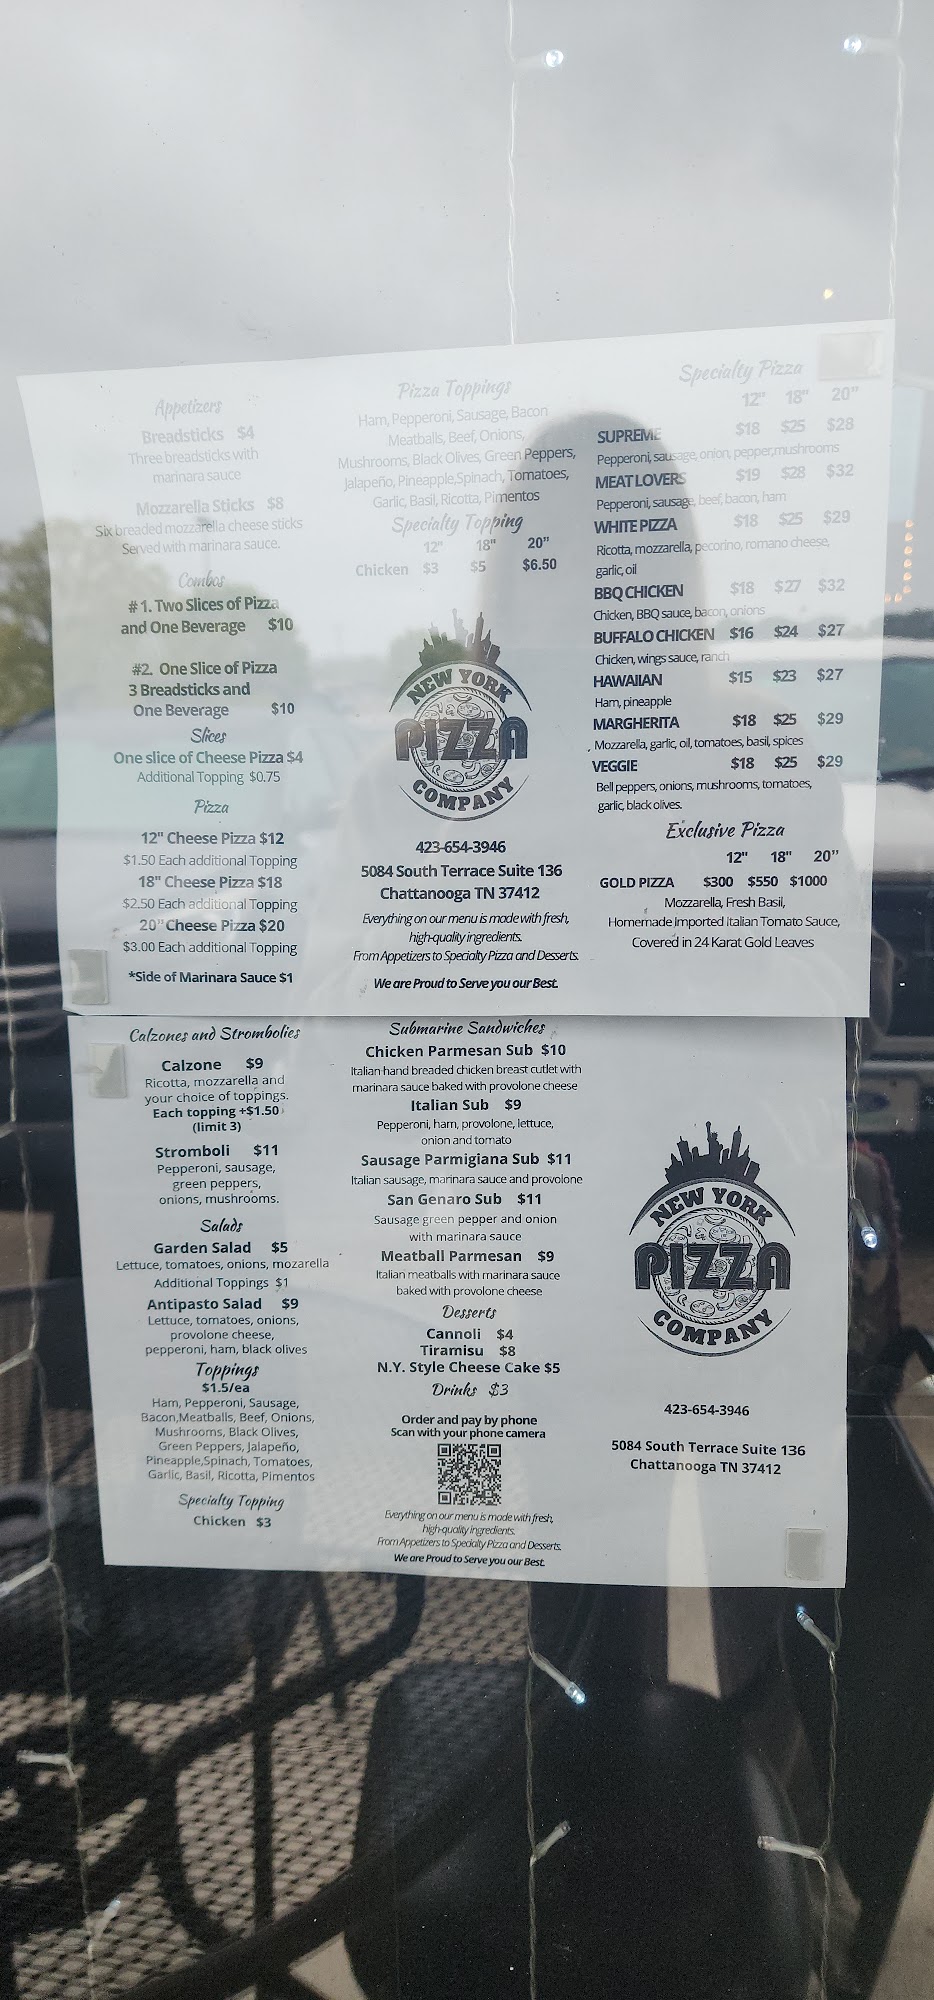 Appetizers
Breadsticks $4
Three breadsticks with
marinara sauce
Mozzarella Sticks $8
Six breaded mozzarella cheese sticks
Served with marinara sauce.
Combos
#1. Two Slices of Pizza
and One Beverage $10
#2. One Slice of Pizza
3 Breadsticks and
One Beverage $10
Slices
One slice of Cheese Pizza $4
Additional Topping $0.75
Pizza
12" Cheese Pizza $12
$1.50 Each additional Topping
18" Cheese Pizza $18
$2.50 Each additional Topping
20" Cheese Pizza $20
$3.00 Each additional Topping
*Side of Marinara Sauce $1
Pizza Toppings
Ham, Pepperoni, Sausage, Bacon
Meatballs, Beef, Onions,
Mushrooms, Black Olives, Green Peppers,
Jalapeño, Pineapple,Spinach, Tomatoes,
Garlic, Basil, Ricotta, Pimentos
Specialty Topping
12" 18" 20"
Chicken $3 $5 $6.50
NEW YORK
PIZZA
COMPANY
423-654-3946
5084 South Terrace Suite 136
Chattanooga TN 37412
Everything on our menu is made with fresh,
high-quality ingredients.
From Appetizers to Specialty Pizza and Desserts.
We are Proud to Serve you our Best.
Specialty Pizza
12" 18" 20"
SUPREME $18 $25 $28
Pepperoni, sausage, onion, pepper,mushrooms
MEAT LOVERS $19 $28 $32
Pepperoni, sausage, beef, bacon, ham
WHITE PIZZA $18 $25 $29
Ricotta, mozzarella, pecorino, romano cheese,
garlic, oil
BBQ CHICKEN $18 $27 $32
Chicken, BBQ sauce, bacon, onions
BUFFALO CHICKEN $16 $24 $27
Chicken, wings sauce, ranch
HAWAIIAN $15 $23 $27
Ham, pineapple
MARGHERITA $18 $25 $29
Mozzarella, garlic, oil, tomatoes, basil, spices
VEGGIE $18 $25 $29
Bell peppers, onions, mushrooms, tomatoes,
garlic, black olives.
Exclusive Pizza
12" 18" 20"
GOLD PIZZA $300 $550 $1000
Mozzarella, Fresh Basil,
Homemade Imported Italian Tomato Sauce,
Covered in 24 Karat Gold Leaves
Calzones and Strombolies
Calzone $9
Ricotta, mozzarella and
your choice of toppings.
Each topping +$1.50
(limit 3)
Stromboli $11
Pepperoni, sausage,
green peppers,
onions, mushrooms.
Salads
Garden Salad $5
Lettuce, tomatoes, onions, mozarella
Additional Toppings $1
Antipasto Salad $9
Lettuce, tomatoes, onions,
provolone cheese,
pepperoni, ham, black olives
Toppings
$1.5/ea
Ham, Pepperoni, Sausage,
Bacon,Meatballs, Beef, Onions,
Mushrooms, Black Olives,
Green Peppers, Jalapeño,
Pineapple,Spinach, Tomatoes,
Garlic, Basil, Ricotta, Pimentos
Specialty Topping
Chicken $3
Submarine Sandwiches
Chicken Parmesan Sub $10
Italian hand breaded chicken breast cutlet with
marinara sauce baked with provolone cheese
Italian Sub $9
Pepperoni, ham, provolone, lettuce,
onion and tomato
Sausage Parmigiana Sub $11
Italian sausage, marinara sauce and provolone
San Genaro Sub $11
Sausage green pepper and onion
with marinara sauce
Meatball Parmesan $9
Italian meatballs with marinara sauce
baked with provolone cheese
Desserts
Cannoli $4
Tiramisu $8
N.Y. Style Cheese Cake $5
Drinks $3
Order and pay by phone
Scan with your phone camera
Everything on our menu is made with fresh,
high-quality ingredients.
From Appetizers to Specialty Pizza and Desserts.
We are Proud to Serve you our Best.
NEW YORK
PIZZA
COMPANY
423-654-3946
5084 South Terrace Suite 136
Chattanooga TN 37412